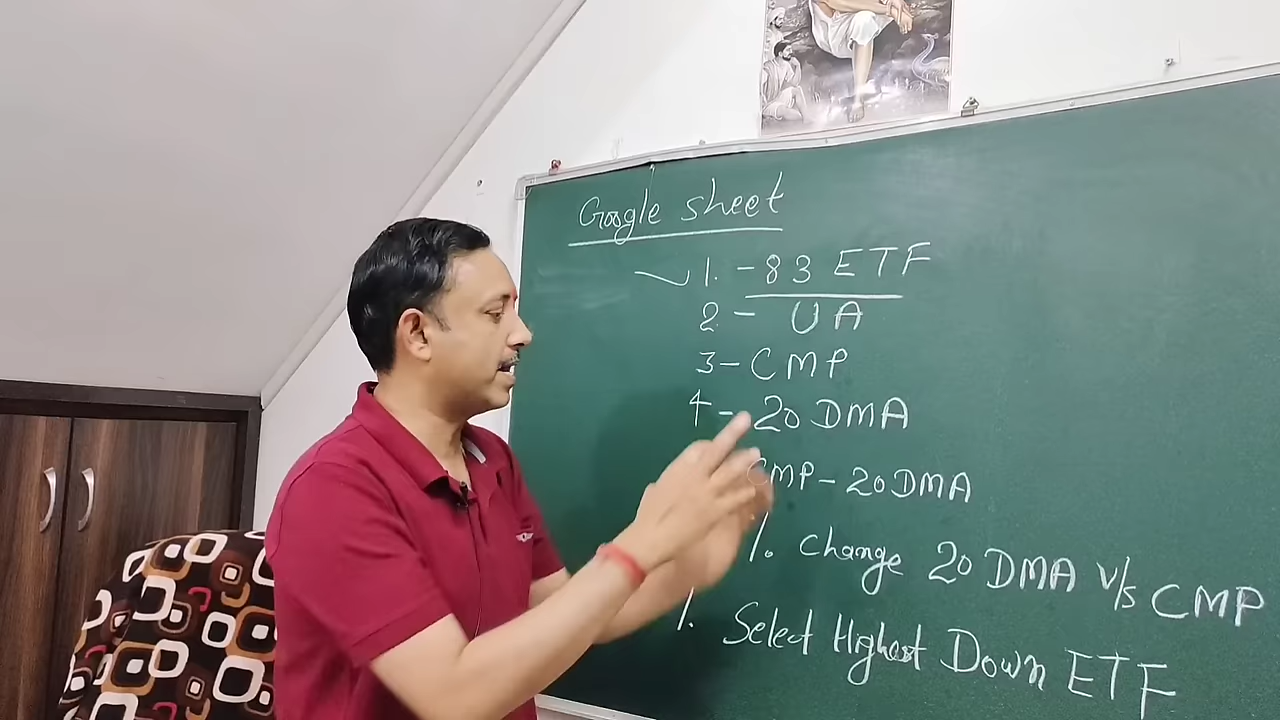 Google sheet
1. - 83 ETF
2 - UA
3 - CMP
4 - 20 DMA
CMP - 20 DMA
%. Change 20 DMA V/s CMP
Select Highest Down ETF